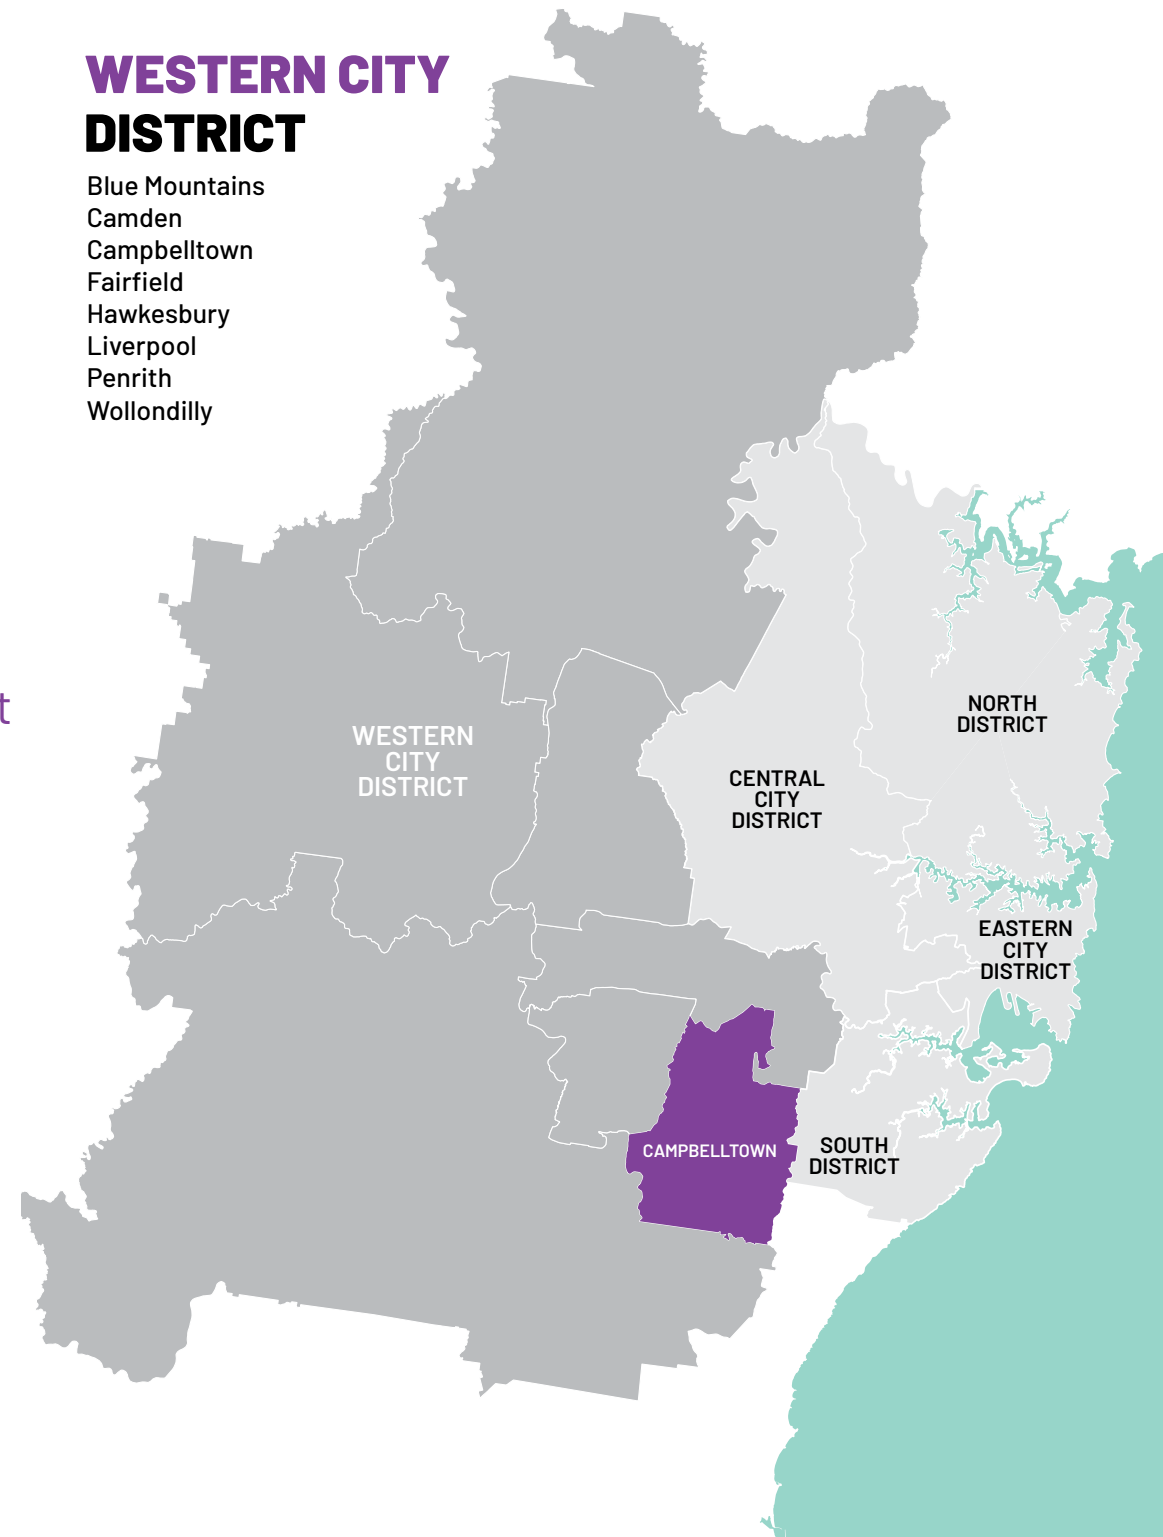 WESTERN CITY
DISTRICT
Blue Mountains
Camden
Campbelltown
Fairfield
Hawkesbury
Liverpool
Penrith
Wollondilly
t
WESTERN
CITY
DISTRICT
NORTH
DISTRICT
CENTRAL
CITY
DISTRICT
EASTERN
CITY
DISTRICT
CAMPBELLTOWN
SOUTH
DISTRICT